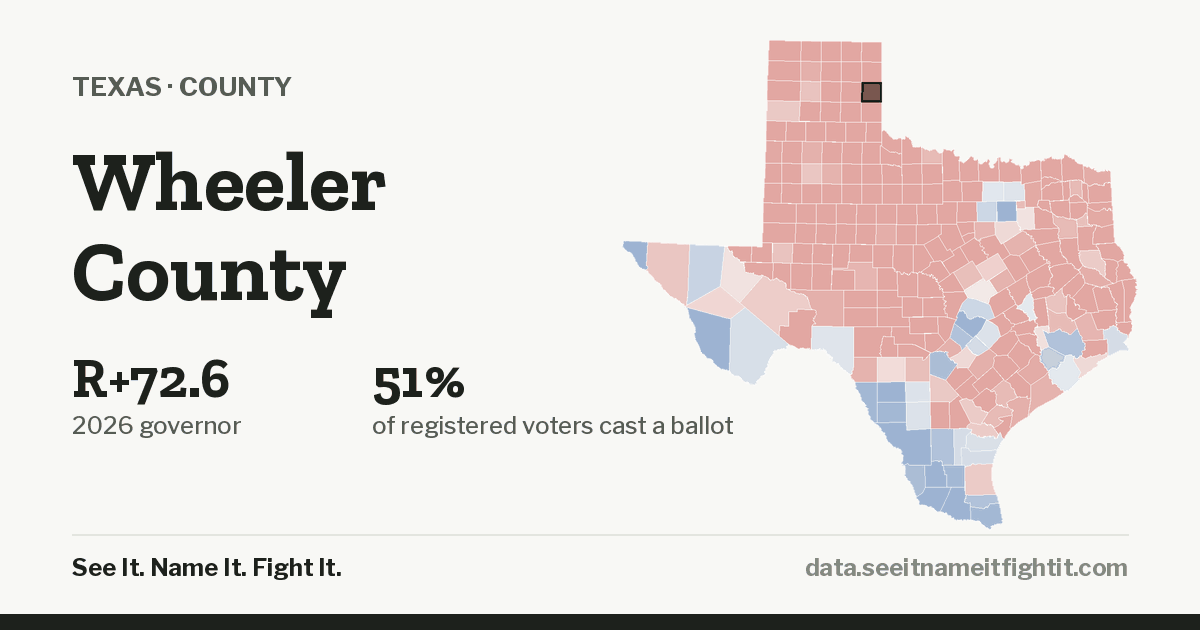 TEXAS · COUNTY
Wheeler
County
R+72.6
2026 governor
51%
of registered voters cast a ballot
See It. Name It. Fight It.
data.seeitnameitfightit.com